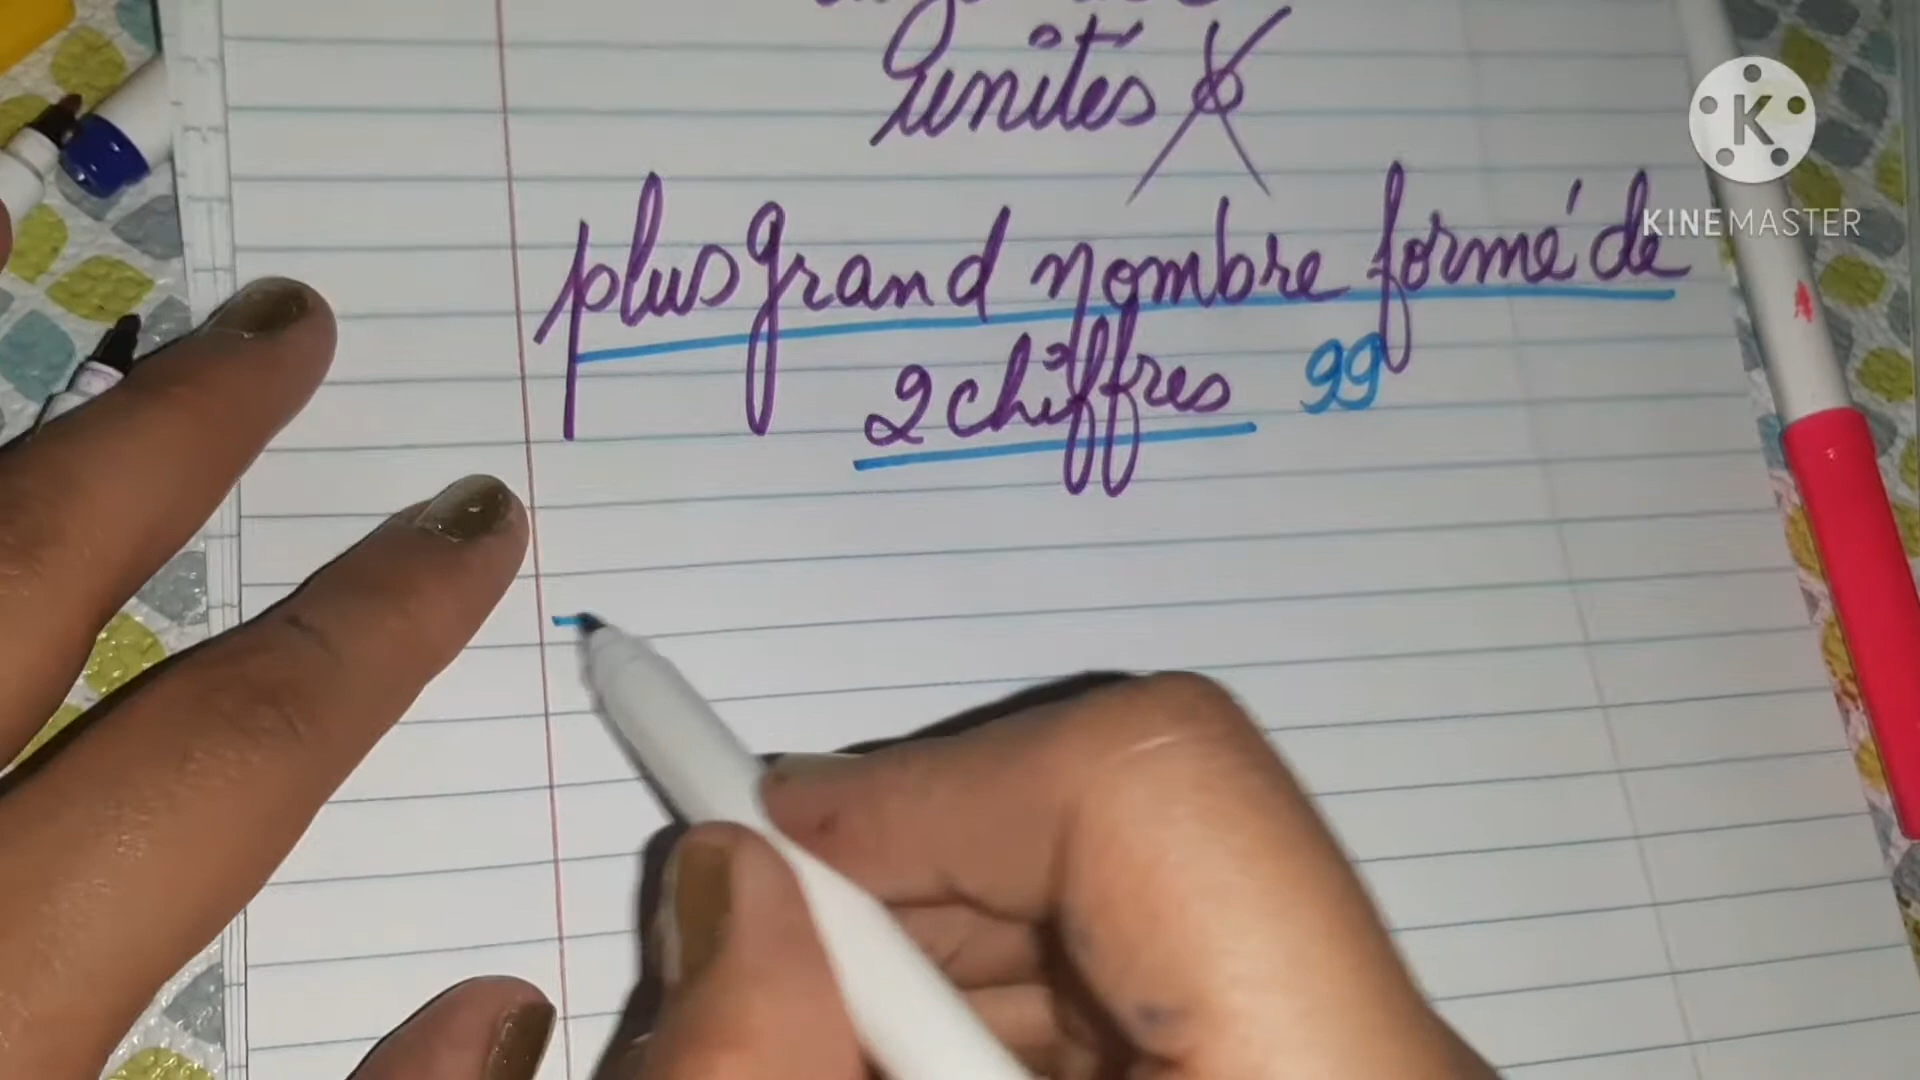 unités
plus grand nombre formé de
2 chiffres 99
K
KINEMASTER